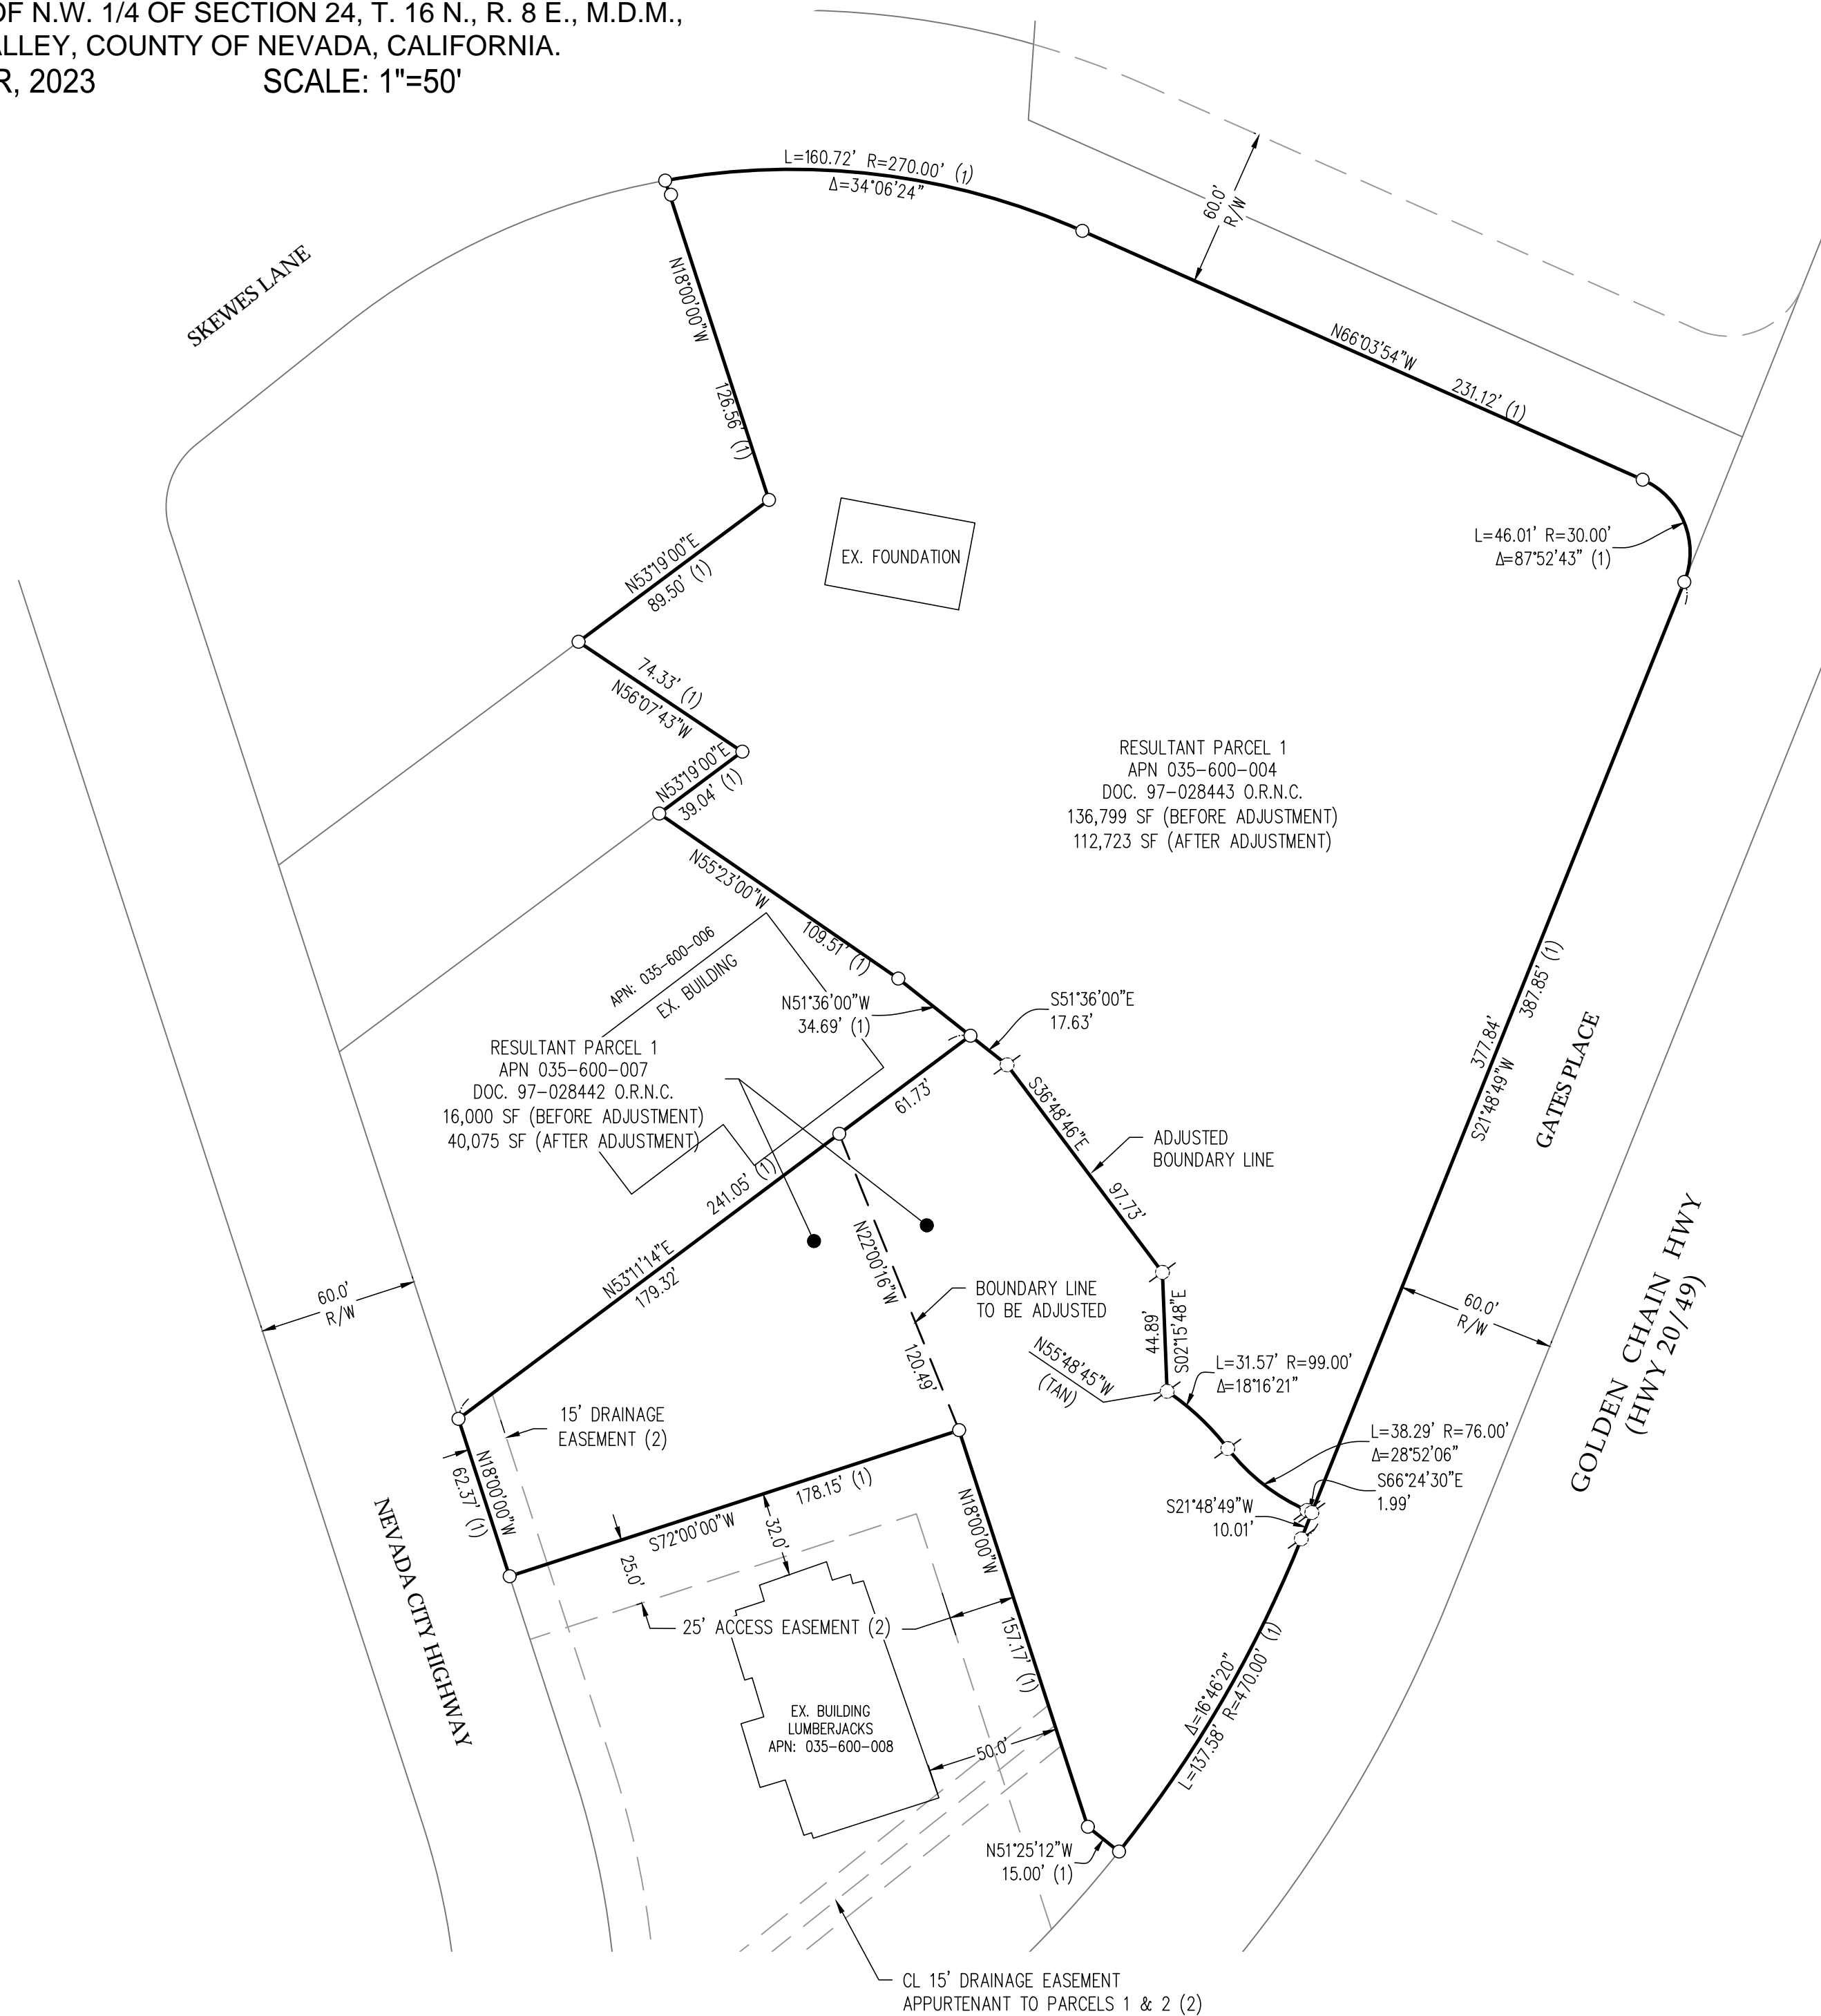 OF N.W. 1/4 OF SECTION 24, T. 16 N., R. 8 E., M.D.M.,
ALLEY, COUNTY OF NEVADA, CALIFORNIA.
R, 2023 SCALE: 1"=50'
L=160.72' R=270.00' (1)
Δ=34°06'24"
60.0'
R/W
SKEWES LANE
N18°00'00"W
126.56' (1)
N66°03'54"W
231.12' (1)
L=46.01' R=30.00'
Δ=87°52'43" (1)
EX. FOUNDATION
N53°19'00"E
89.50' (1)
74.33' (1)
N56°07'43"W
N53°19'00"E
39.04' (1)
RESULTANT PARCEL 1
APN 035-600-004
DOC. 97-028443 O.R.N.C.
136,799 SF (BEFORE ADJUSTMENT)
112,723 SF (AFTER ADJUSTMENT)
N55°23'00"W
109.51' (1)
APN: 035-600-006
EX. BUILDING
N51°36'00"W
34.69' (1)
S51°36'00"E
17.63'
387.85' (1)
377.84'
S21°48'49"W
GATES PLACE
RESULTANT PARCEL 1
APN 035-600-007
DOC. 97-028442 O.R.N.C.
16,000 SF (BEFORE ADJUSTMENT)
40,075 SF (AFTER ADJUSTMENT)
61.73'
S36°48'46"E
97.73'
ADJUSTED
BOUNDARY LINE
241.05' (1)
N53°11'14"E
179.32'
N22°00'16"W
120.49'
BOUNDARY LINE
TO BE ADJUSTED
60.0'
R/W
60.0'
R/W
GOLDEN CHAIN HWY
(HWY 20/49)
44.89'
S02°15'48"E
N55°48'45"W
(TAN)
L=31.57' R=99.00'
Δ=18°16'21"
L=38.29' R=76.00'
Δ=28°52'06"
S66°24'30"E
1.99'
S21°48'49"W
10.01'
15' DRAINAGE
EASEMENT (2)
N18°00'00"W
62.37' (1)
178.15' (1)
S72°00'00"W
32.0'
25.0'
NEVADA CITY HIGHWAY
25' ACCESS EASEMENT (2)
N18°00'00"W
157.17' (1)
EX. BUILDING
LUMBERJACKS
APN: 035-600-008
50.0'
Δ=16°46'20"
L=137.58' R=470.00' (1)
N51°25'12"W
15.00' (1)
CL 15' DRAINAGE EASEMENT
APPURTENANT TO PARCELS 1 & 2 (2)